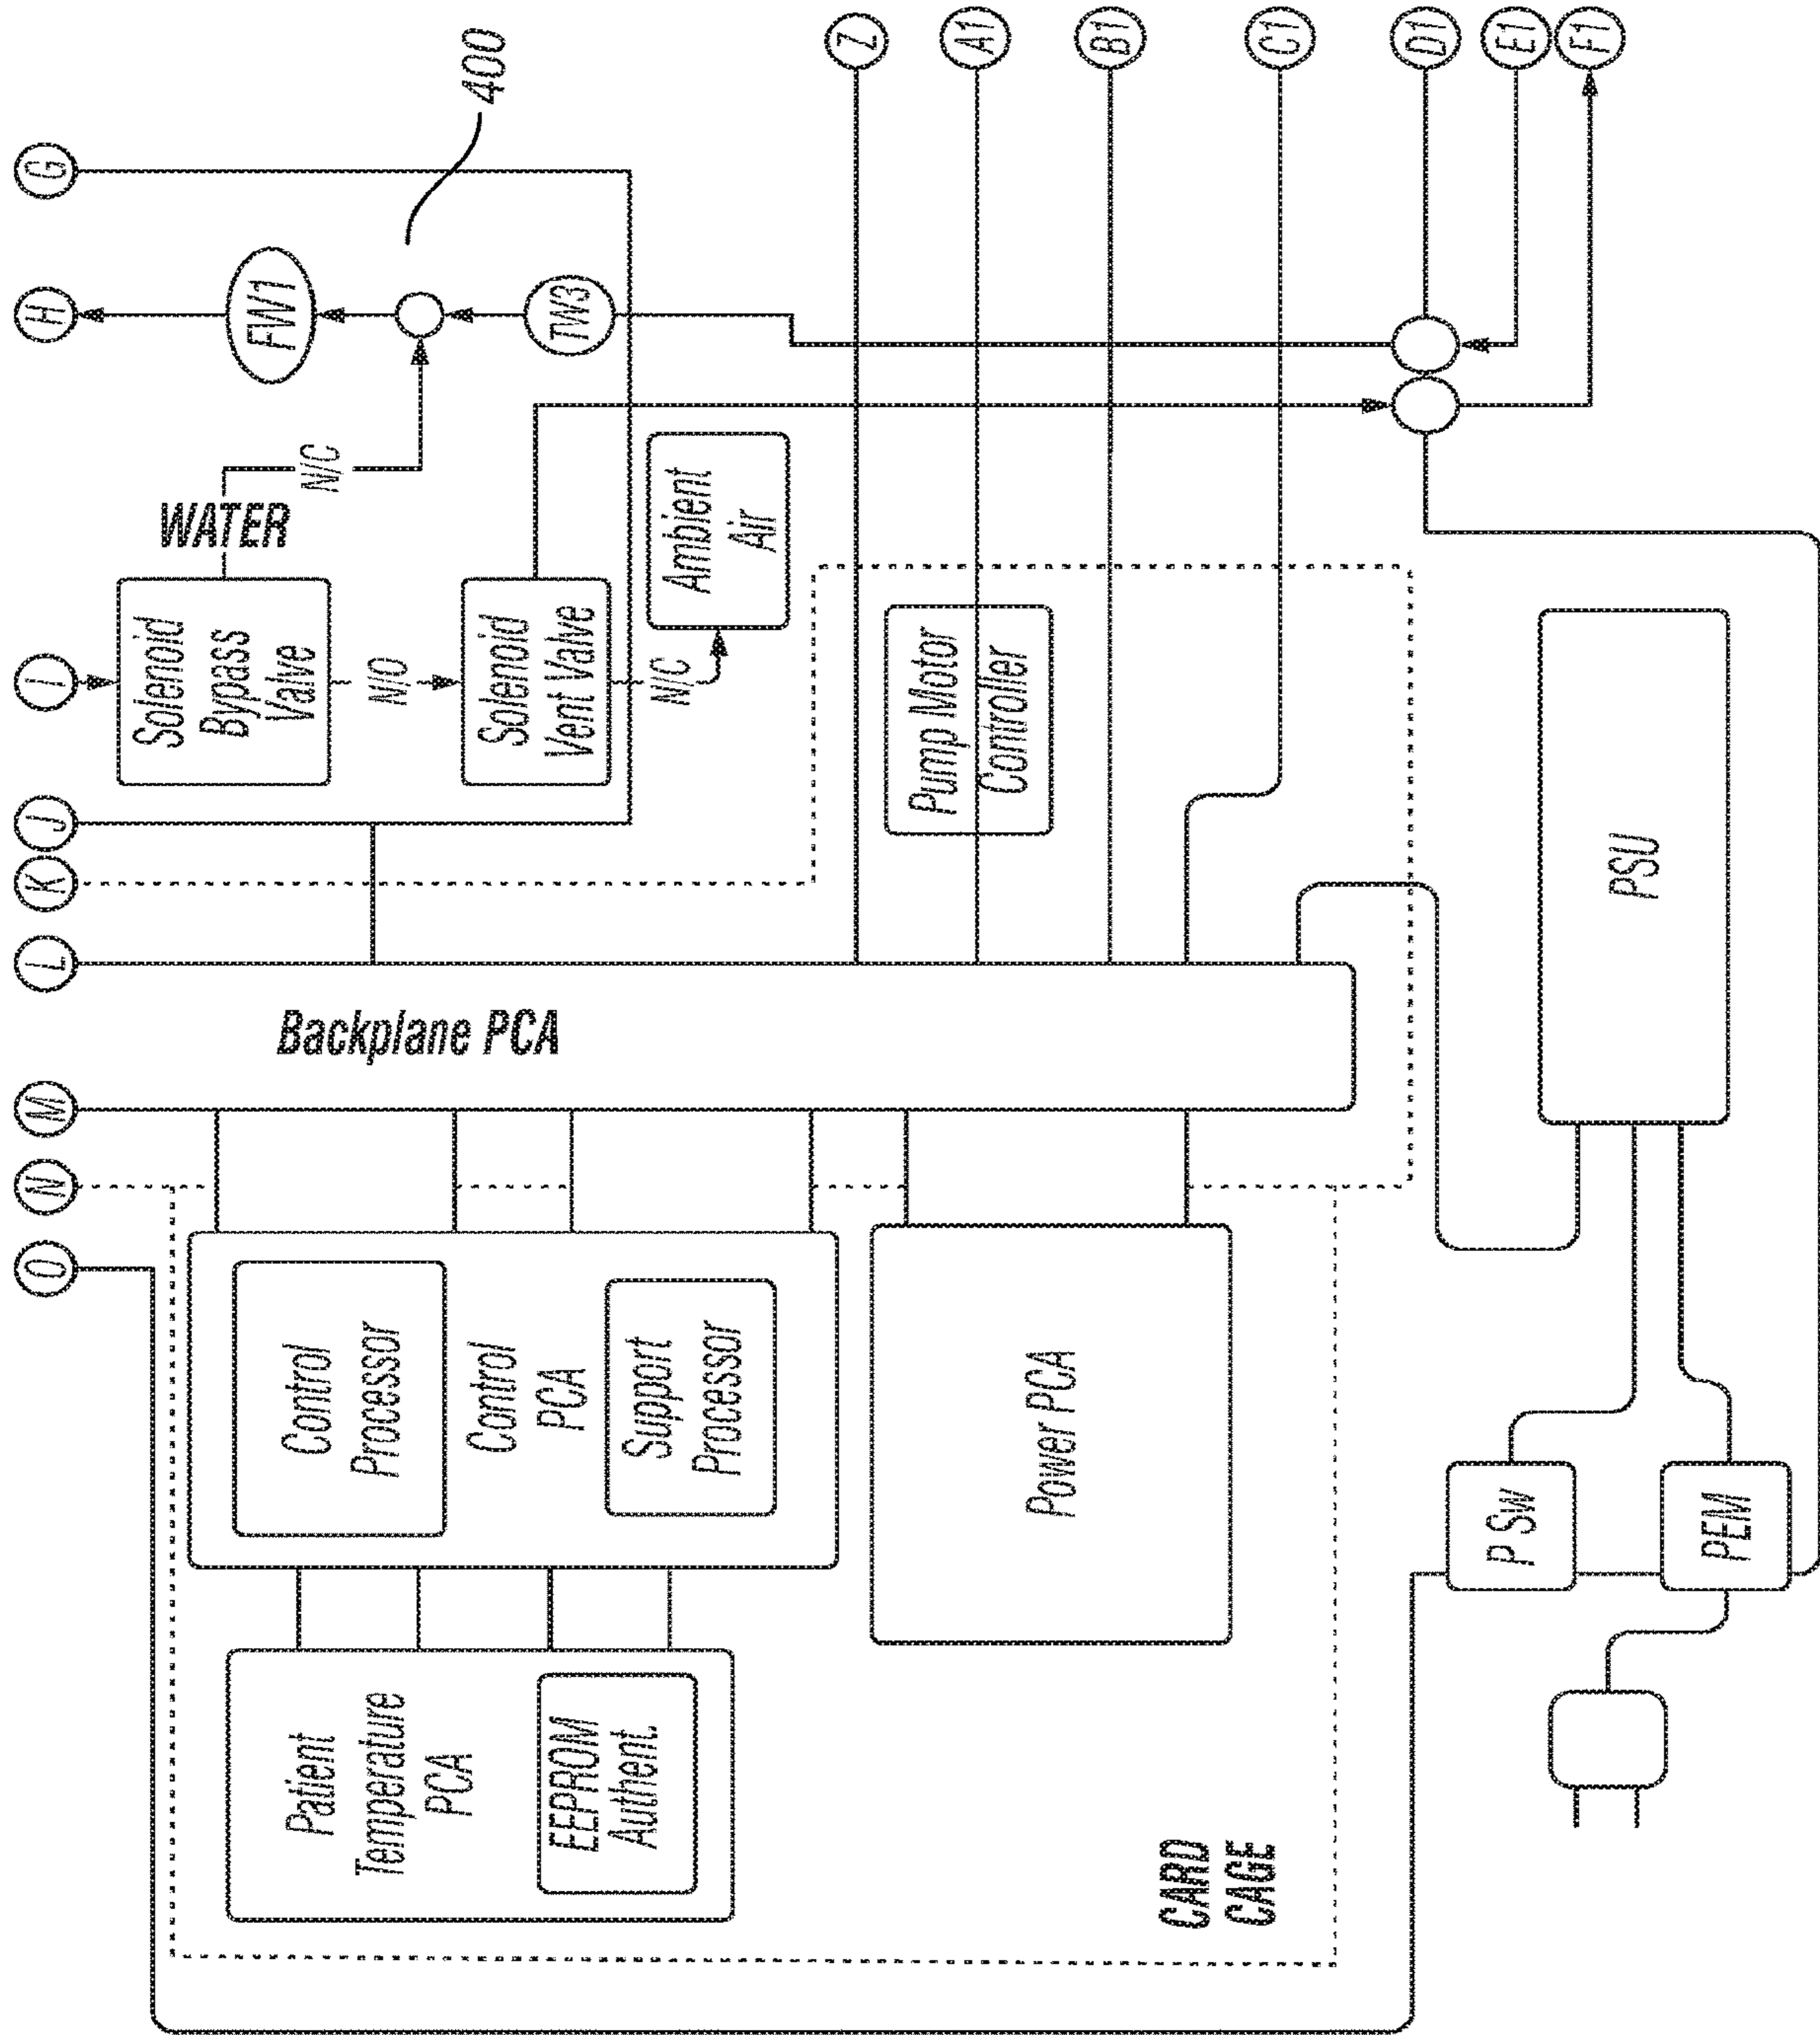 G
H
I
J
K
L
M
N
O
400
FW1
TW3
WATER
N/C
Solenoid
Bypass
Valve
N/O
Solenoid
Vent Valve
N/C
Ambient
Air
Z
A1
B1
C1
D1
E1
F1
Pump Motor
Controller
Backplane PCA
PSU
Control
Processor
Control
PCA
Support
Processor
Power PCA
Patient
Temperature
PCA
EEPROM
Authent.
CARD
CAGE
P Sw
PEM